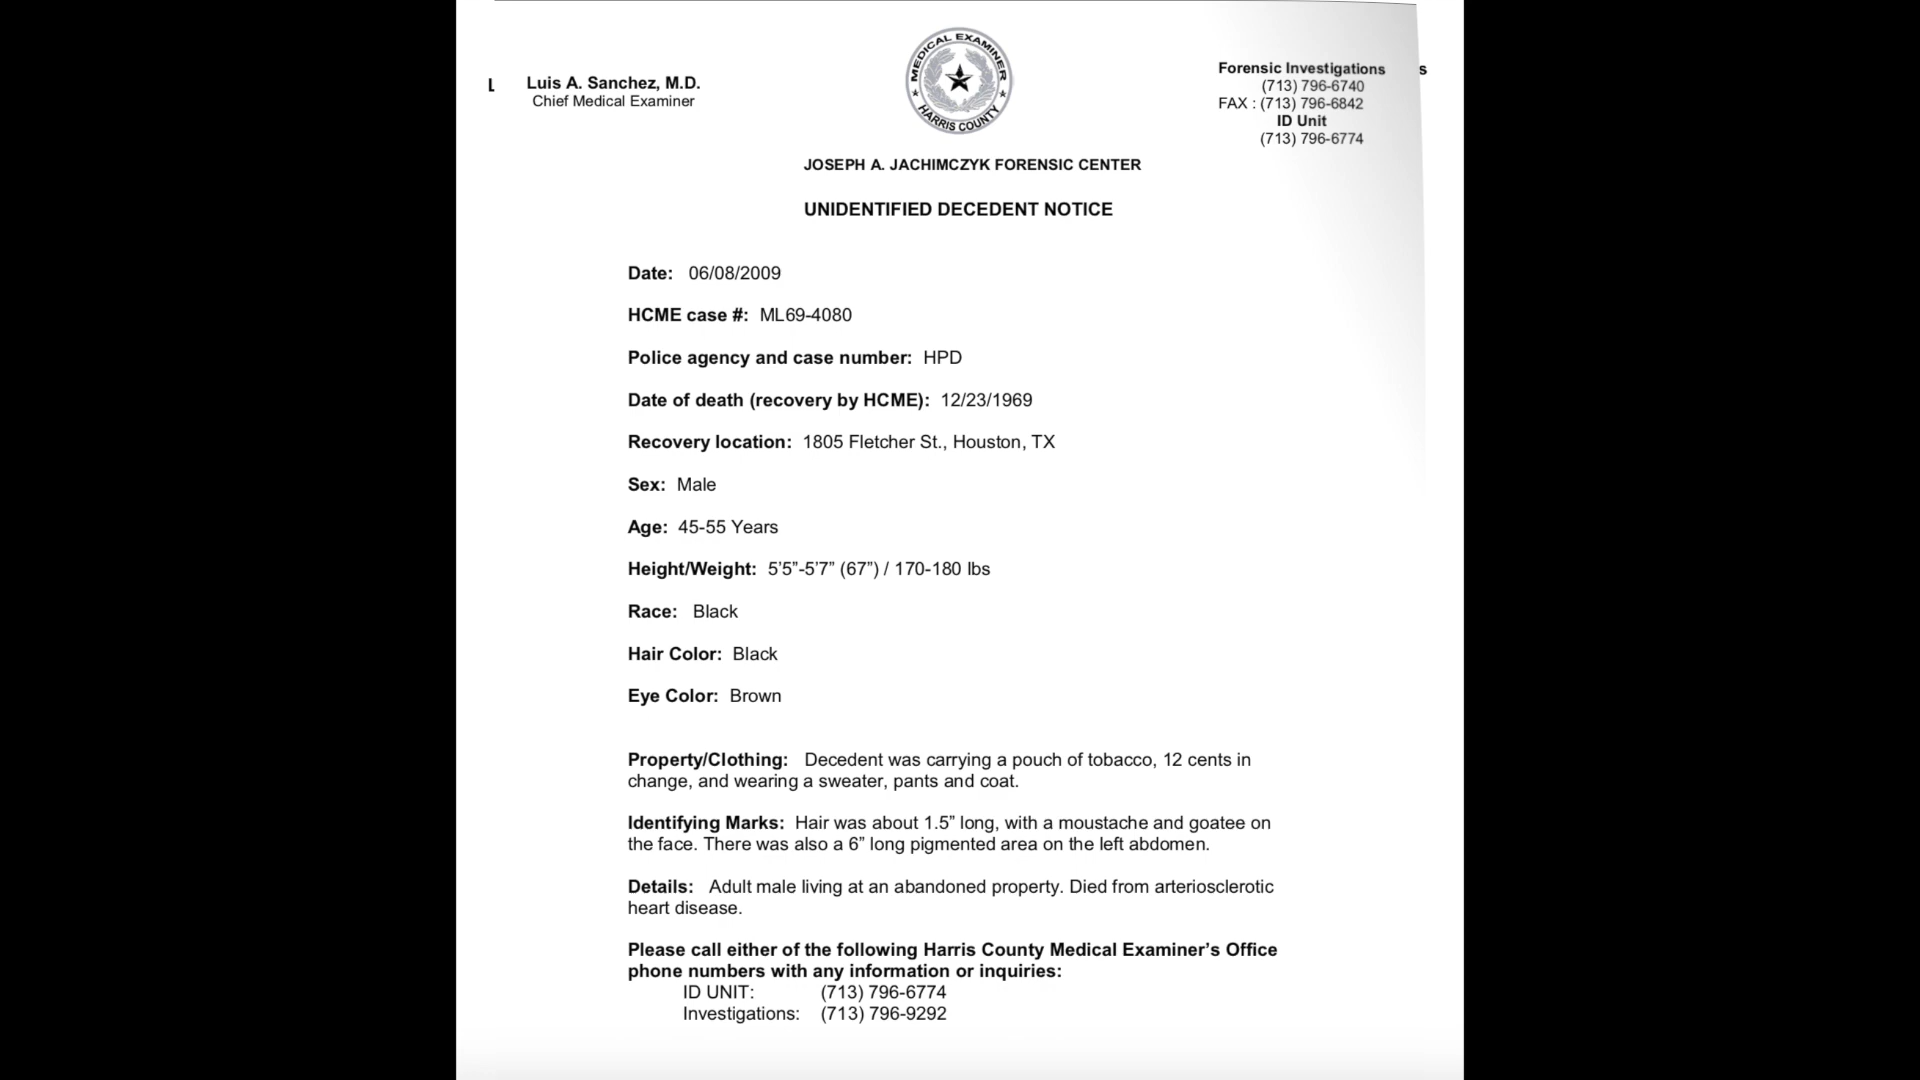 L
Luis A. Sanchez, M.D.
Chief Medical Examiner
MEDICAL EXAMINER
HARRIS COUNTY
Forensic Investigations
s
(713) 796-6740
FAX : (713) 796-6842
ID Unit
(713) 796-6774
JOSEPH A. JACHIMCZYK FORENSIC CENTER
UNIDENTIFIED DECEDENT NOTICE
Date: 06/08/2009
HCME case #: ML69-4080
Police agency and case number: HPD
Date of death (recovery by HCME): 12/23/1969
Recovery location: 1805 Fletcher St., Houston, TX
Sex: Male
Age: 45-55 Years
Height/Weight: 5’5”-5’7” (67”) / 170-180 lbs
Race: Black
Hair Color: Black
Eye Color: Brown
Property/Clothing: Decedent was carrying a pouch of tobacco, 12 cents in
change, and wearing a sweater, pants and coat.
Identifying Marks: Hair was about 1.5” long, with a moustache and goatee on
the face. There was also a 6” long pigmented area on the left abdomen.
Details: Adult male living at an abandoned property. Died from arteriosclerotic
heart disease.
Please call either of the following Harris County Medical Examiner’s Office
phone numbers with any information or inquiries:
ID UNIT: (713) 796-6774
Investigations: (713) 796-9292